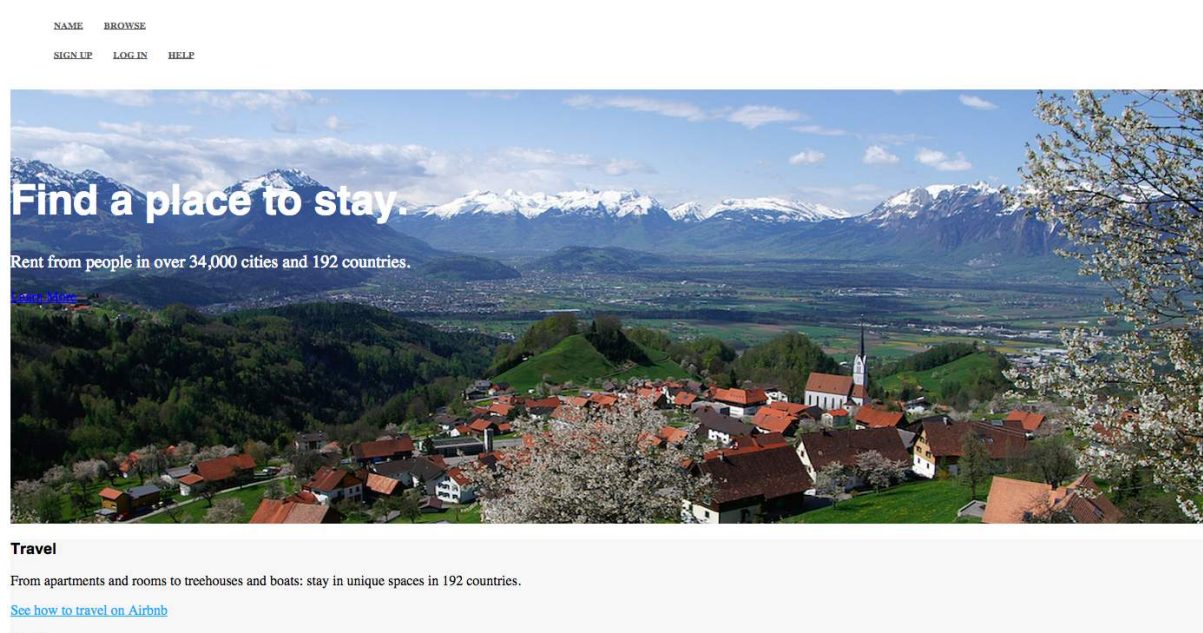 NAME BROWSE
SIGN UP LOG IN HELP
Find a place to stay.
Rent from people in over 34,000 cities and 192 countries.
Learn More
Travel
From apartments and rooms to treehouses and boats: stay in unique spaces in 192 countries.
See how to travel on Airbnb